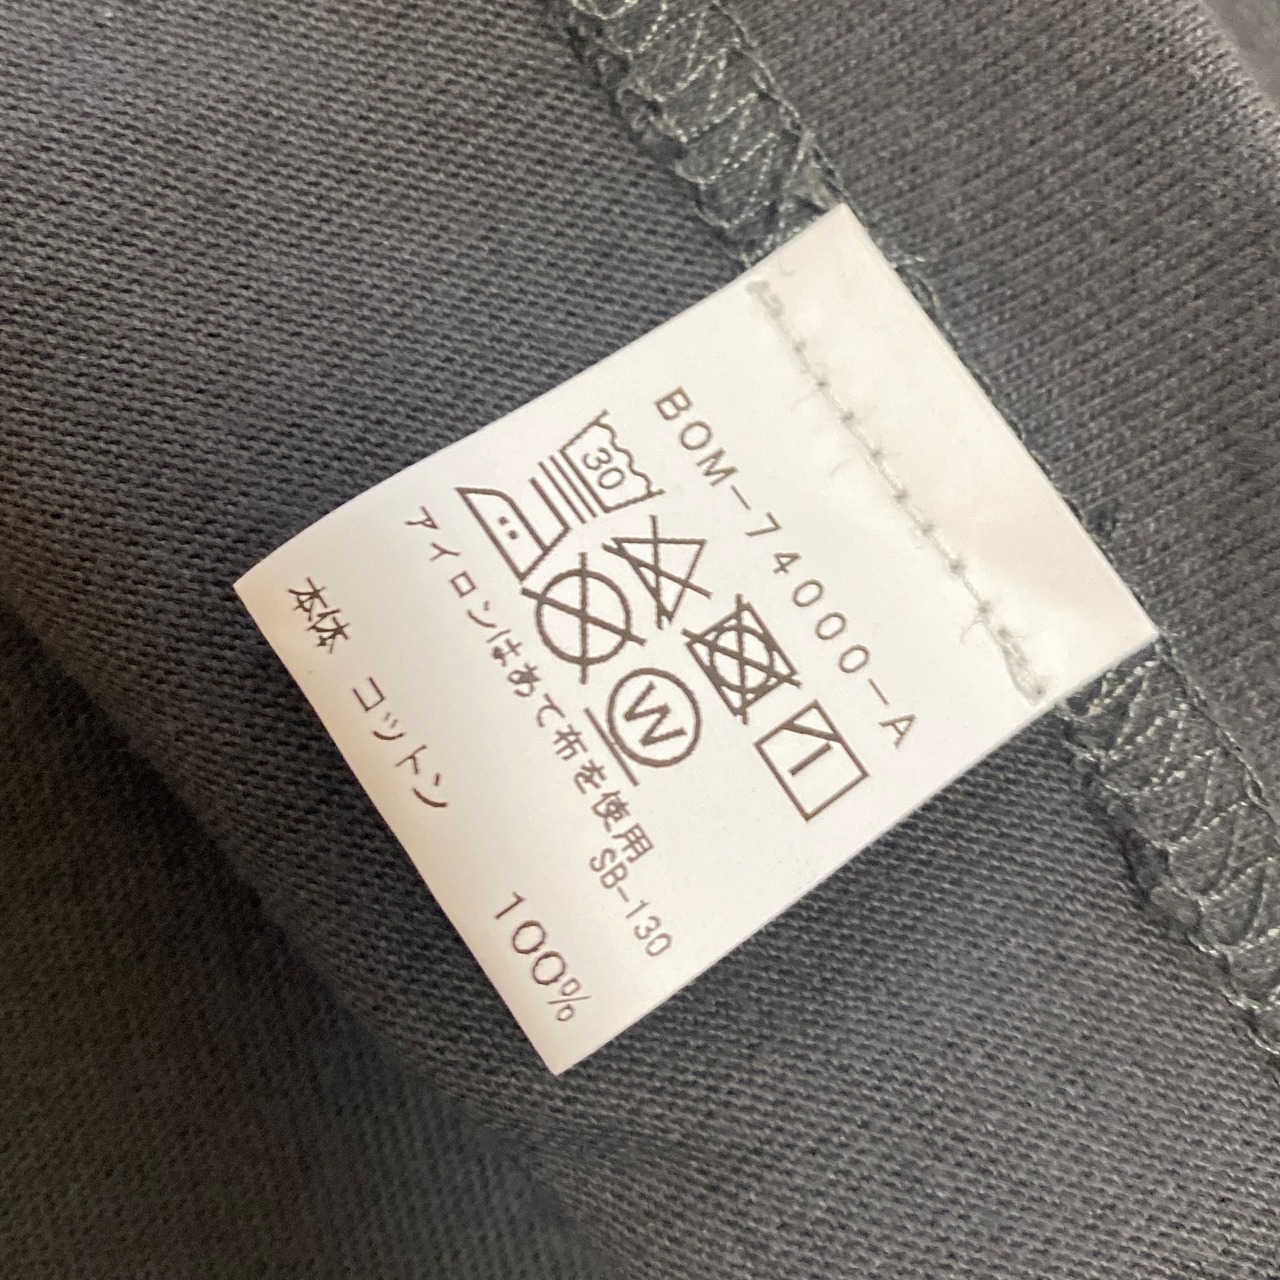 BOM-74000-A
30
W
アイロンはあて布を使用
SB-130
本体 コットン 100%